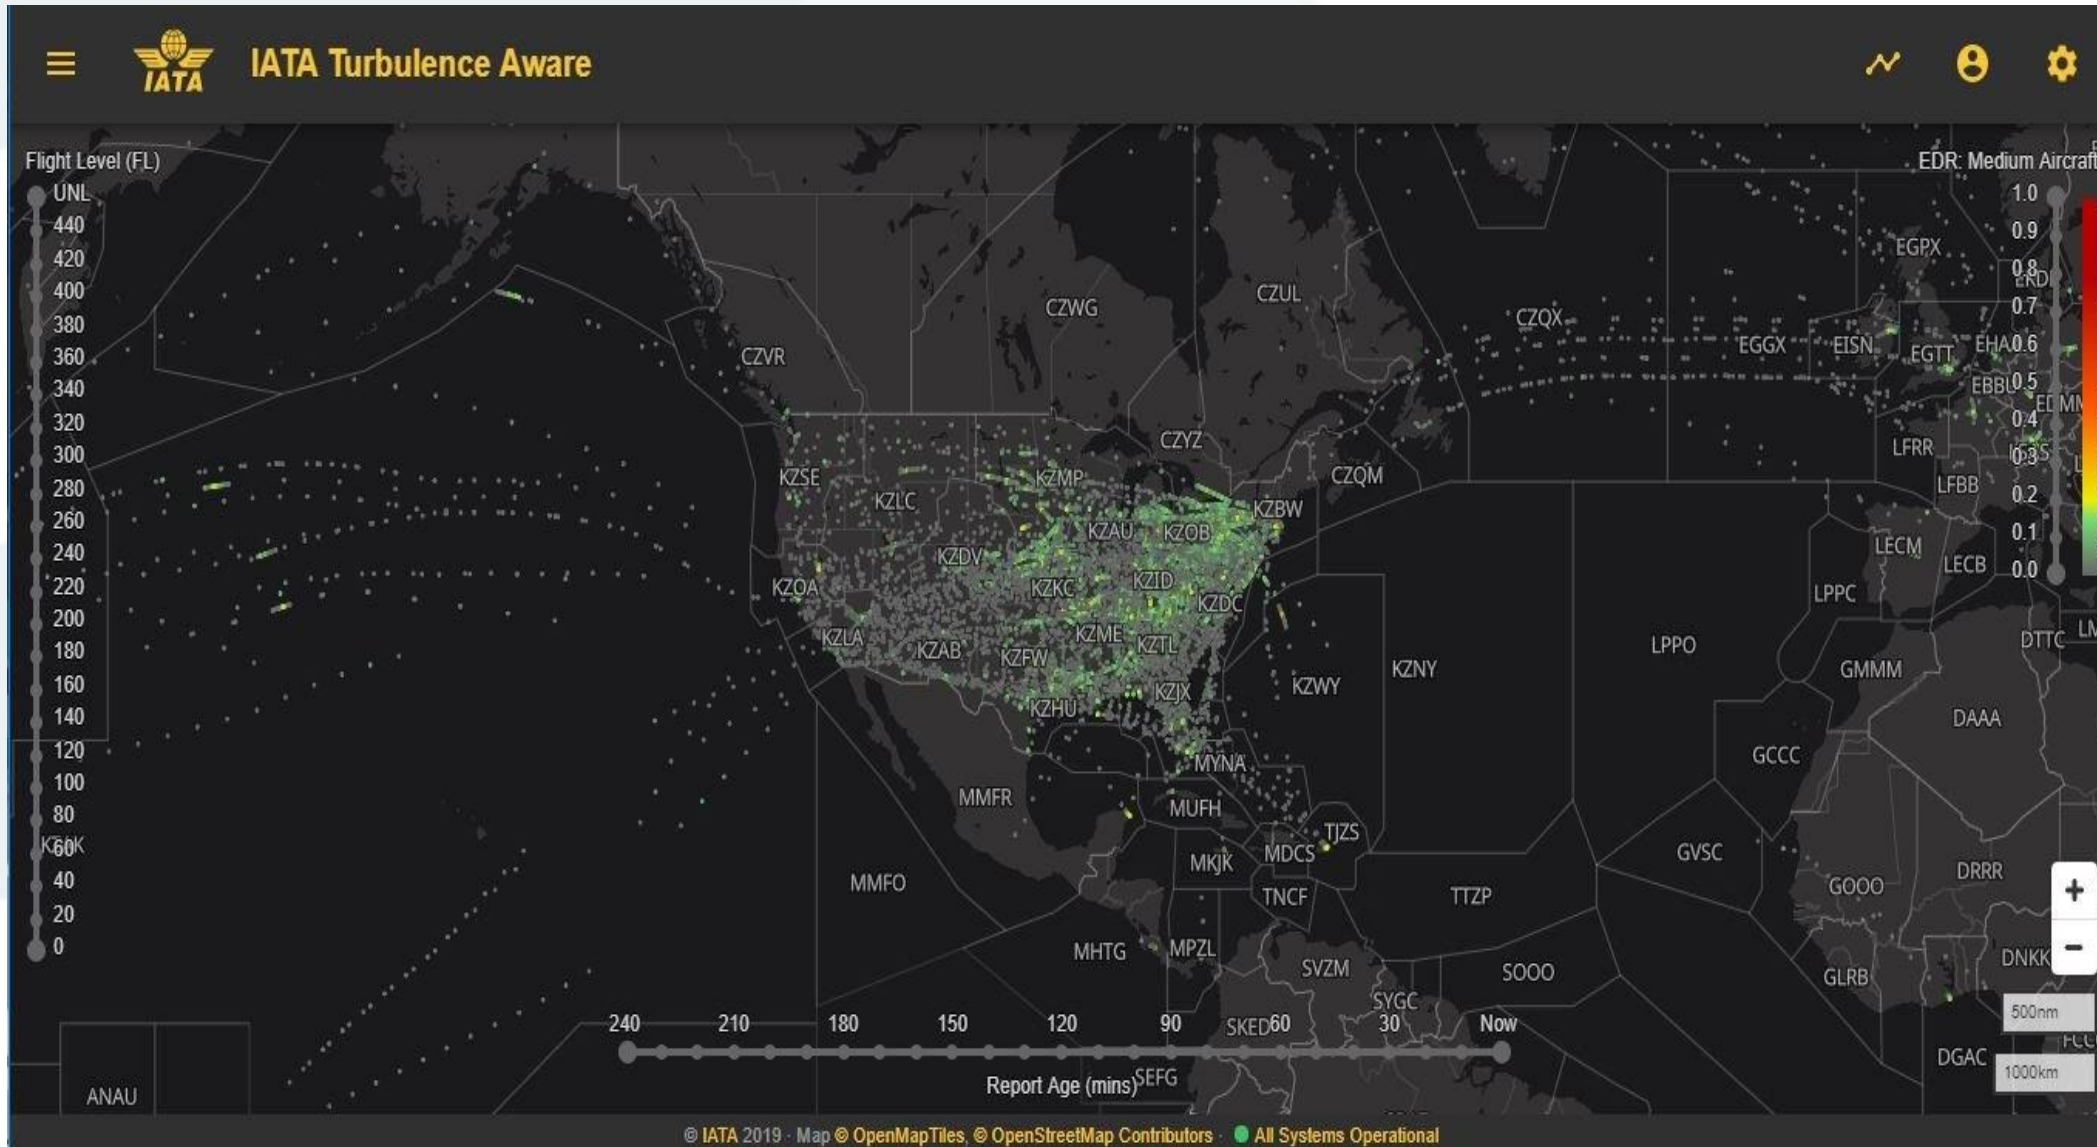 IATA
IATA Turbulence Aware
Flight Level (FL)
UNL
440
420
400
380
360
340
320
300
280
260
240
220
200
180
160
140
120
100
80
60
40
20
0
EDR: Medium Aircraft
1.0
0.9
0.8
0.7
0.6
0.5
0.4
0.3
0.2
0.1
0.0
EGPX
CZUL
CZWG
CZQX
EGGX
EISN
EGTT
CZVR
EBBU
EDMM
CZYZ
LFRR
KZSE
KZMP
CZQM
LFBB
KZLC
KZBW
KZAU
KZOB
LECM
KZDV
LECB
KZOA
KZKC
KZID
KZDC
LPPC
KZLA
KZME
KZTL
DTTC
KZAB
KZFW
LPPO
KZNY
GMMM
KZWY
KZJX
KZHU
DAAA
MYNA
GCCC
MMFR
MUFH
TJZS
MKJK
MDCS
GVSC
MMFO
TNCF
TTZP
GOOO
DRRR
MHTG
MPZL
SVZM
SOOO
GLRB
DNKK
SYGC
SKED
240 210 180 150 120 90 60 30 Now
Report Age (mins)
SEFG
DGAC
ANAU
+
−
500nm
1000km
© IATA 2019 · Map © OpenMapTiles, © OpenStreetMap Contributors · All Systems Operational